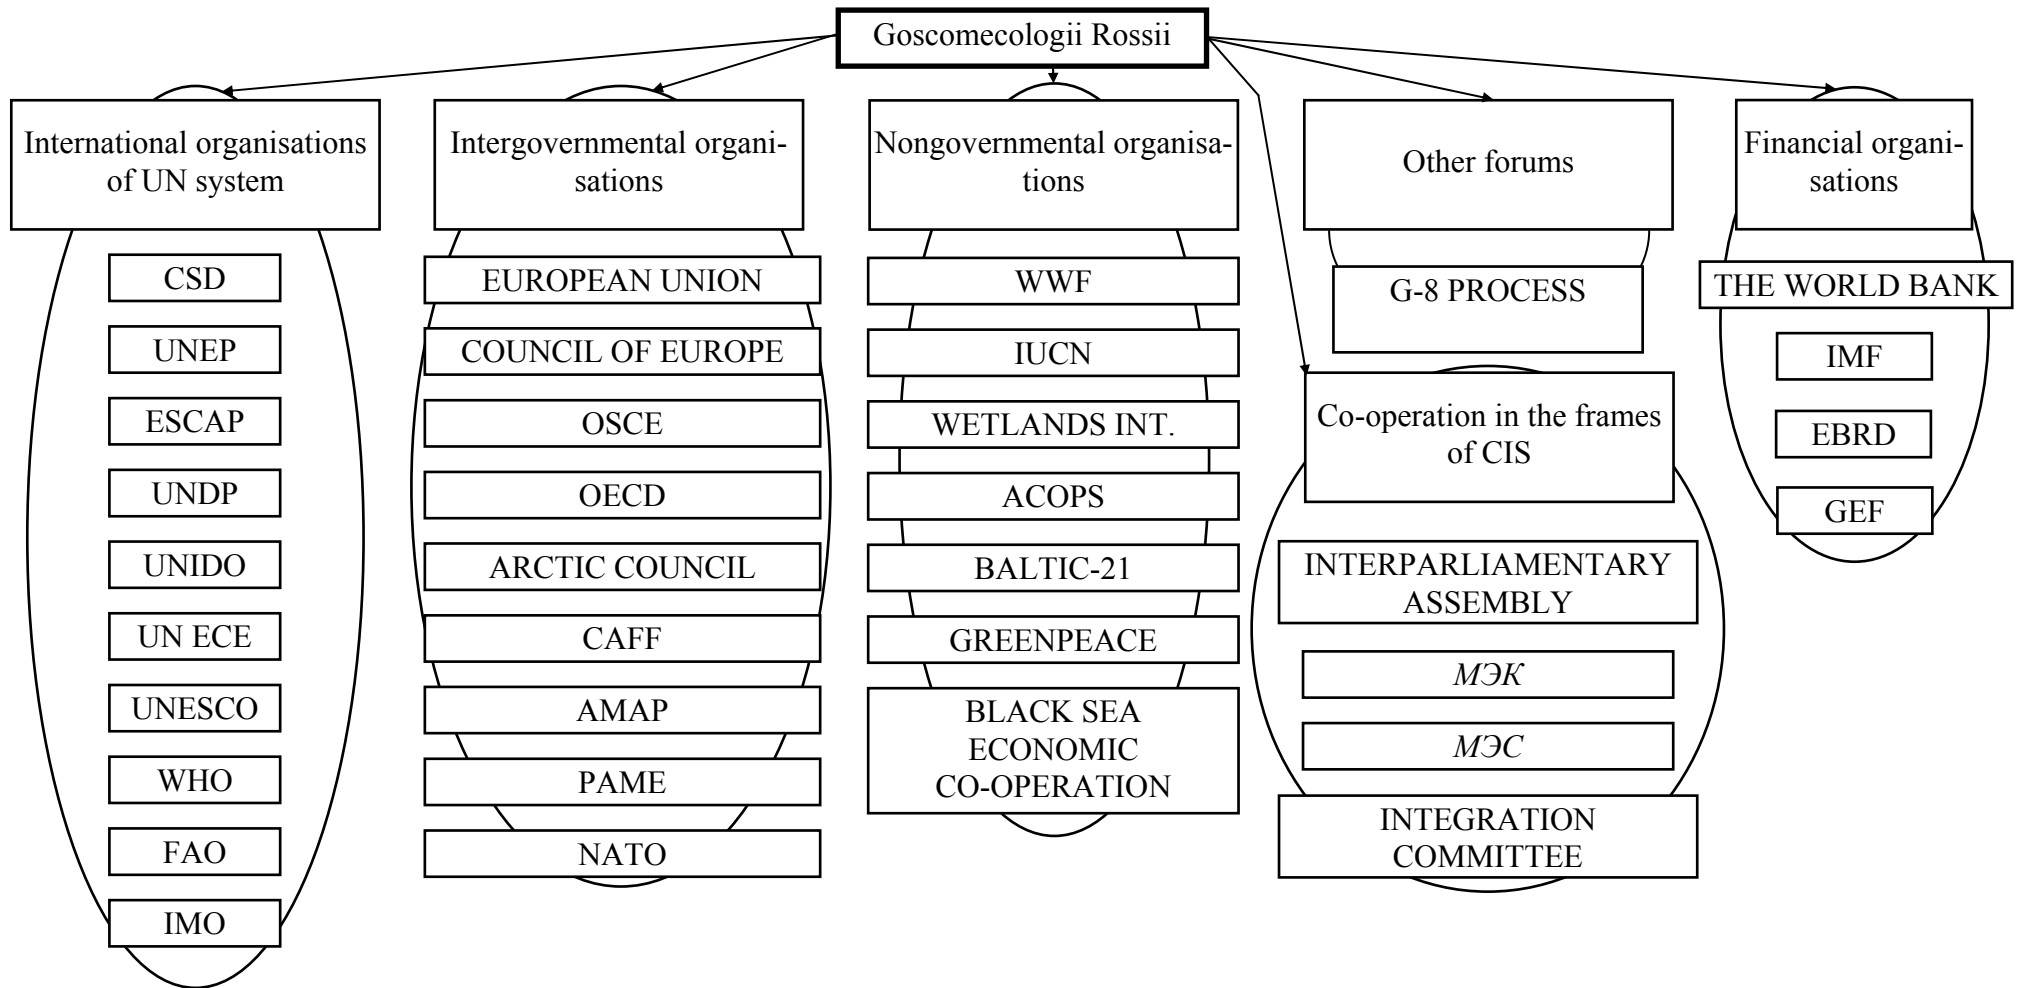 Goscomecologii Rossii
International organisations
of UN system
CSD
UNEP
ESCAP
UNDP
UNIDO
UN ECE
UNESCO
WHO
FAO
IMO
Intergovernmental organi-
sations
EUROPEAN UNION
COUNCIL OF EUROPE
OSCE
OECD
ARCTIC COUNCIL
CAFF
AMAP
PAME
NATO
Nongovernmental organisa-
tions
WWF
IUCN
WETLANDS INT.
ACOPS
BALTIC-21
GREENPEACE
BLACK SEA
ECONOMIC
CO-OPERATION
Other forums
G-8 PROCESS
Co-operation in the frames
of CIS
INTERPARLIAMENTARY
ASSEMBLY
МЭК
МЭС
INTEGRATION
COMMITTEE
Financial organi-
sations
THE WORLD BANK
IMF
EBRD
GEF